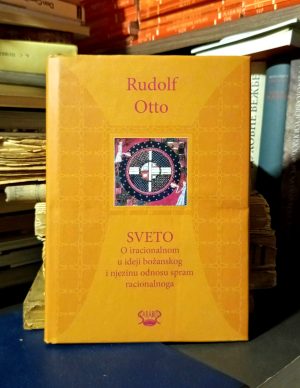 Rudolf
Otto
SVETO
O iracionalnom
u ideji božanskog
i njezinu odnosu spram
racionalnoga